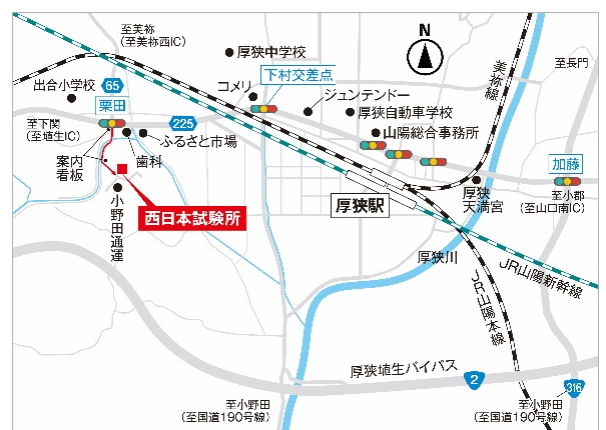 至美祢
(至美祢西IC)
厚狭中学校
N
美祢線
至長門
下村交差点
出合小学校
65
コメリ
ジュンテンドー
栗田
厚狭自動車学校
至下関
(至埴生IC)
225
山陽総合事務所
ふるさと市場
案内
看板
歯科
加藤
厚狭
天満宮
至小郡
(至山口南IC)
小野田通運
西日本試験所
厚狭駅
厚狭川
JR山陽新幹線
JR山陽本線
厚狭埴生バイパス
2
316
至小野田
(至国道190号線)
至小野田
(至国道190号線)